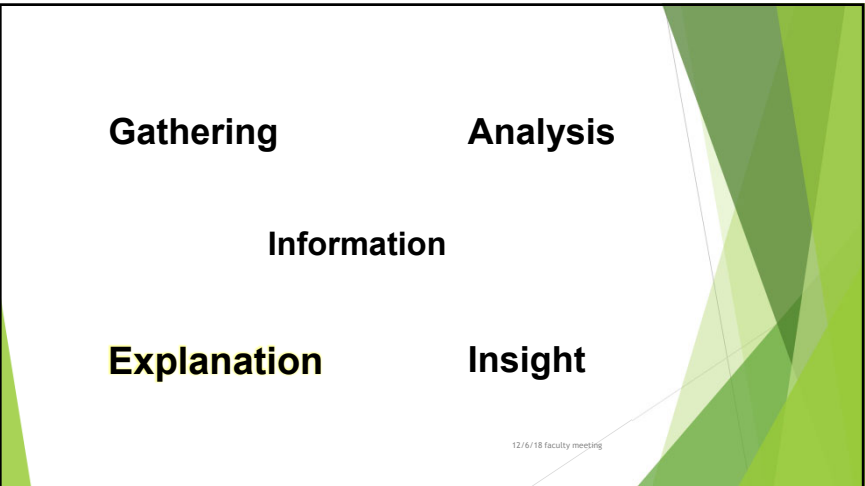 Gathering Analysis
Information
Explanation Insight
12/6/18 faculty meeting